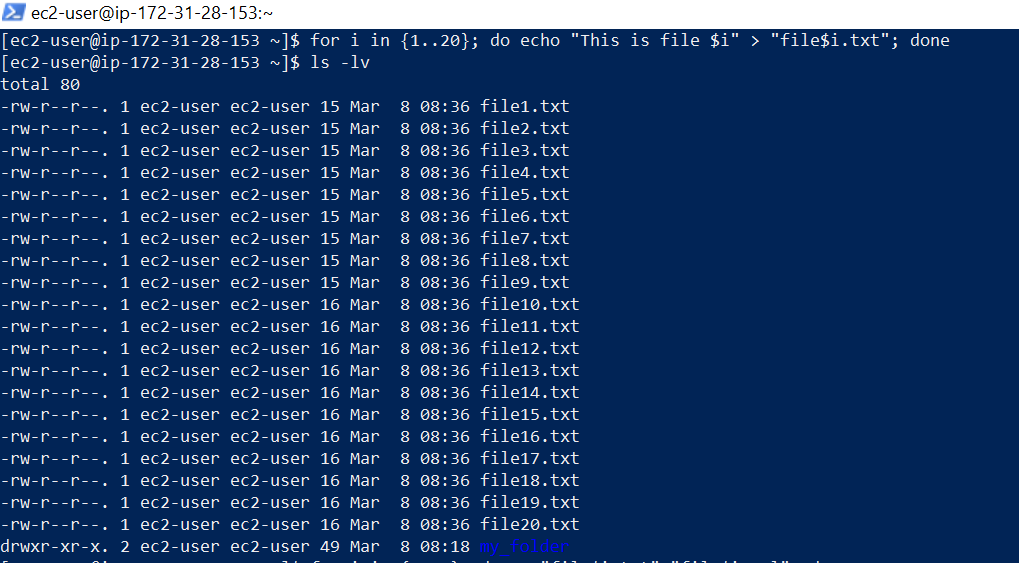 ec2-user@ip-172-31-28-153:~
[ec2-user@ip-172-31-28-153 ~]$ for i in {1..20}; do echo "This is file $i" > "file$i.txt"; done
[ec2-user@ip-172-31-28-153 ~]$ ls -lv
total 80
-rw-r--r--. 1 ec2-user ec2-user 15 Mar  8 08:36 file1.txt
-rw-r--r--. 1 ec2-user ec2-user 15 Mar  8 08:36 file2.txt
-rw-r--r--. 1 ec2-user ec2-user 15 Mar  8 08:36 file3.txt
-rw-r--r--. 1 ec2-user ec2-user 15 Mar  8 08:36 file4.txt
-rw-r--r--. 1 ec2-user ec2-user 15 Mar  8 08:36 file5.txt
-rw-r--r--. 1 ec2-user ec2-user 15 Mar  8 08:36 file6.txt
-rw-r--r--. 1 ec2-user ec2-user 15 Mar  8 08:36 file7.txt
-rw-r--r--. 1 ec2-user ec2-user 15 Mar  8 08:36 file8.txt
-rw-r--r--. 1 ec2-user ec2-user 15 Mar  8 08:36 file9.txt
-rw-r--r--. 1 ec2-user ec2-user 16 Mar  8 08:36 file10.txt
-rw-r--r--. 1 ec2-user ec2-user 16 Mar  8 08:36 file11.txt
-rw-r--r--. 1 ec2-user ec2-user 16 Mar  8 08:36 file12.txt
-rw-r--r--. 1 ec2-user ec2-user 16 Mar  8 08:36 file13.txt
-rw-r--r--. 1 ec2-user ec2-user 16 Mar  8 08:36 file14.txt
-rw-r--r--. 1 ec2-user ec2-user 16 Mar  8 08:36 file15.txt
-rw-r--r--. 1 ec2-user ec2-user 16 Mar  8 08:36 file16.txt
-rw-r--r--. 1 ec2-user ec2-user 16 Mar  8 08:36 file17.txt
-rw-r--r--. 1 ec2-user ec2-user 16 Mar  8 08:36 file18.txt
-rw-r--r--. 1 ec2-user ec2-user 16 Mar  8 08:36 file19.txt
-rw-r--r--. 1 ec2-user ec2-user 16 Mar  8 08:36 file20.txt
drwxr-xr-x. 2 ec2-user ec2-user 49 Mar  8 08:18 my folder